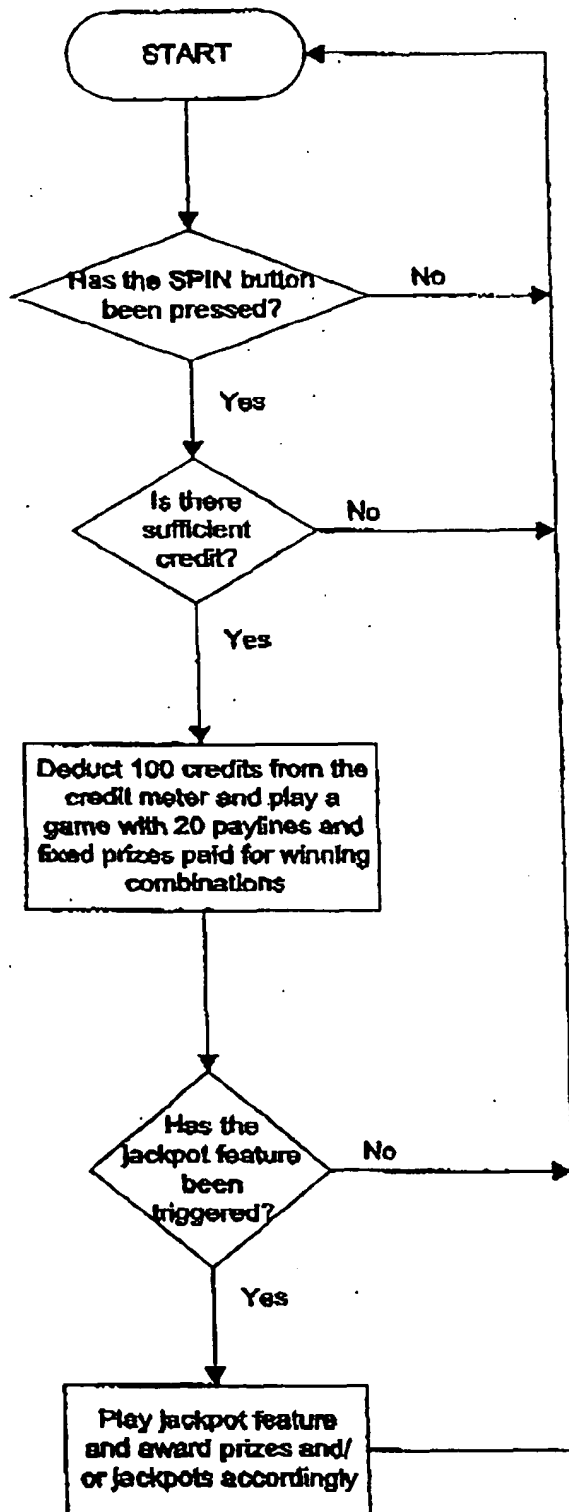 START
Has the SPIN button
been pressed?
No
Yes
Is there
sufficient
credit?
No
Yes
Deduct 100 credits from the
credit meter and play a
game with 20 paylines and
fixed prizes paid for winning
combinations
Has the
jackpot feature
been
triggered?
No
Yes
Play jackpot feature
and award prizes and/
or jackpots accordingly